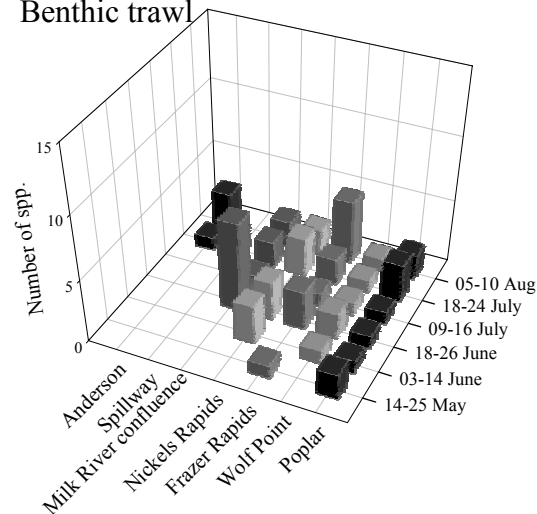 Benthic trawl
15
10
5
0
Number of spp.
Anderson
Spillway
Milk River confluence
Nickels Rapids
Frazer Rapids
Wolf Point
Poplar
05-10 Aug
18-24 July
09-16 July
18-26 June
03-14 June
14-25 May